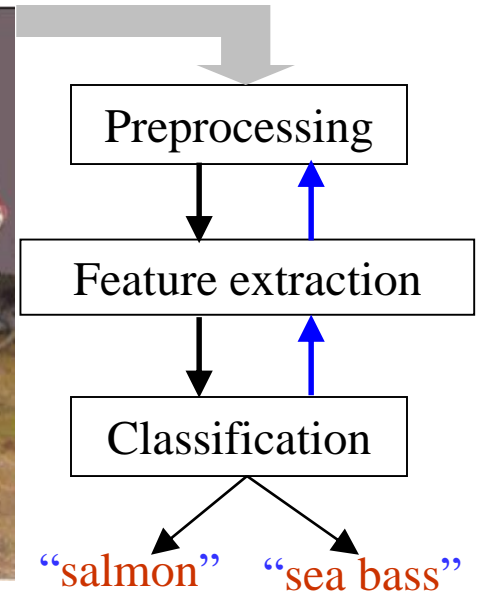 Preprocessing
Feature extraction
Classification
“salmon” “sea bass”